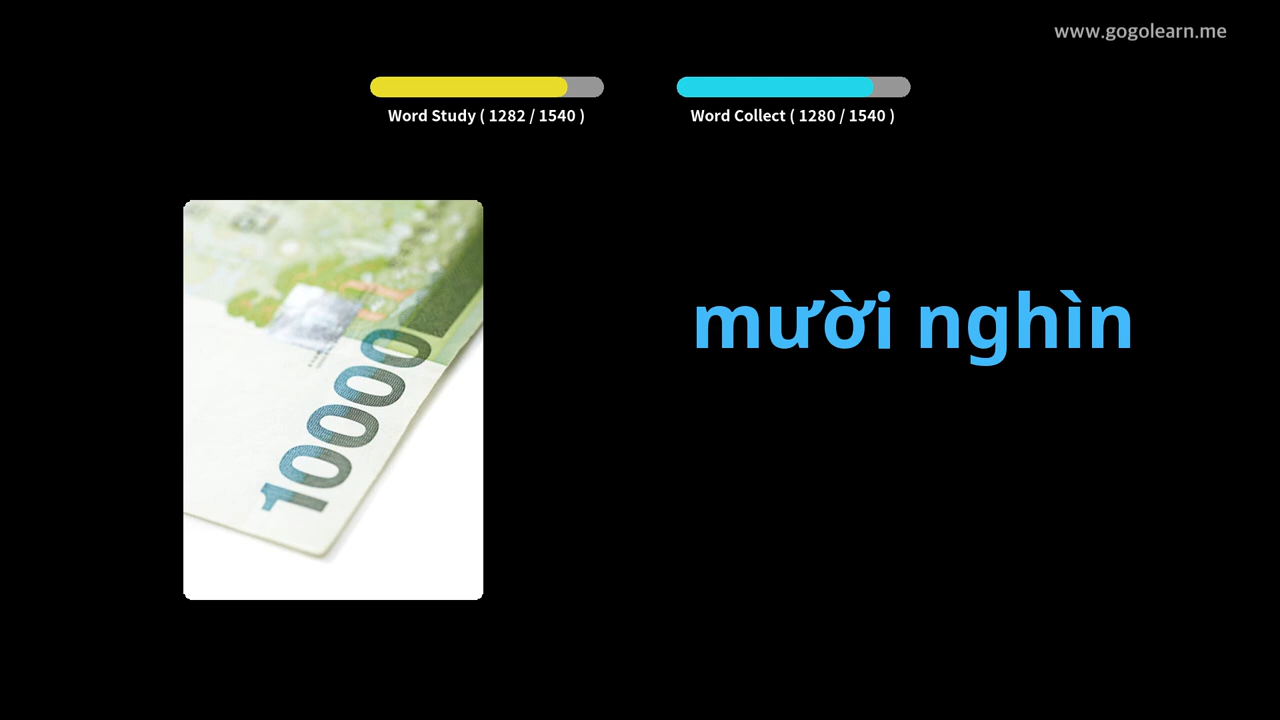 www.gogolearn.me
Word Study ( 1282 / 1540 )
Word Collect ( 1280 / 1540 )
10000
mười nghìn